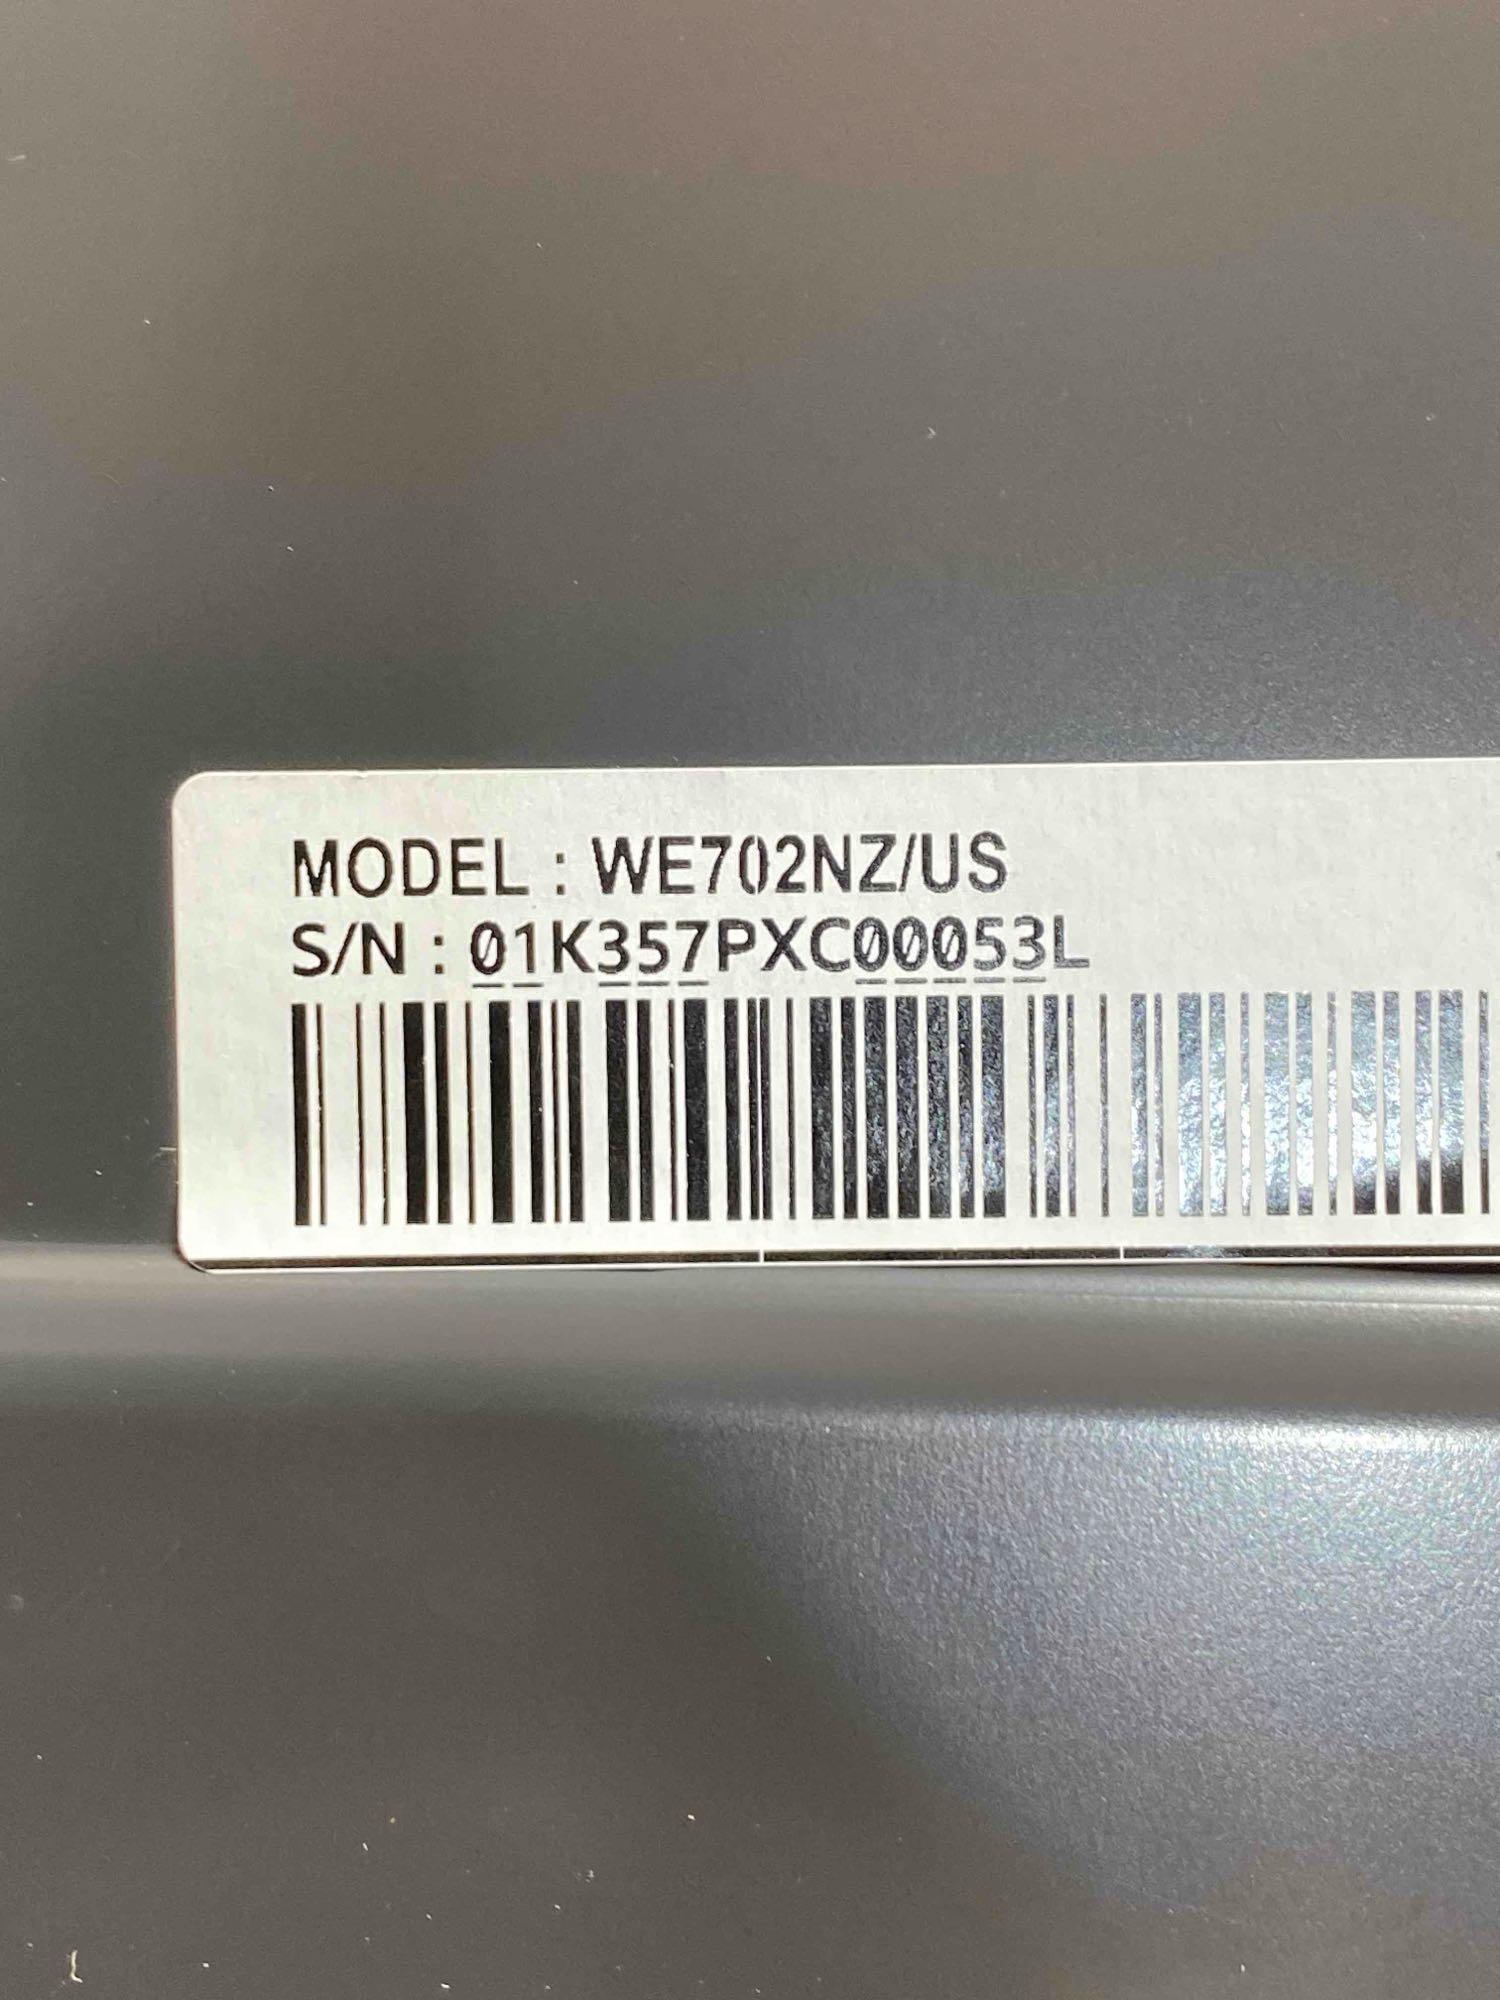 MODEL : WE702NZ/US
S/N : 01K357PXC00053L